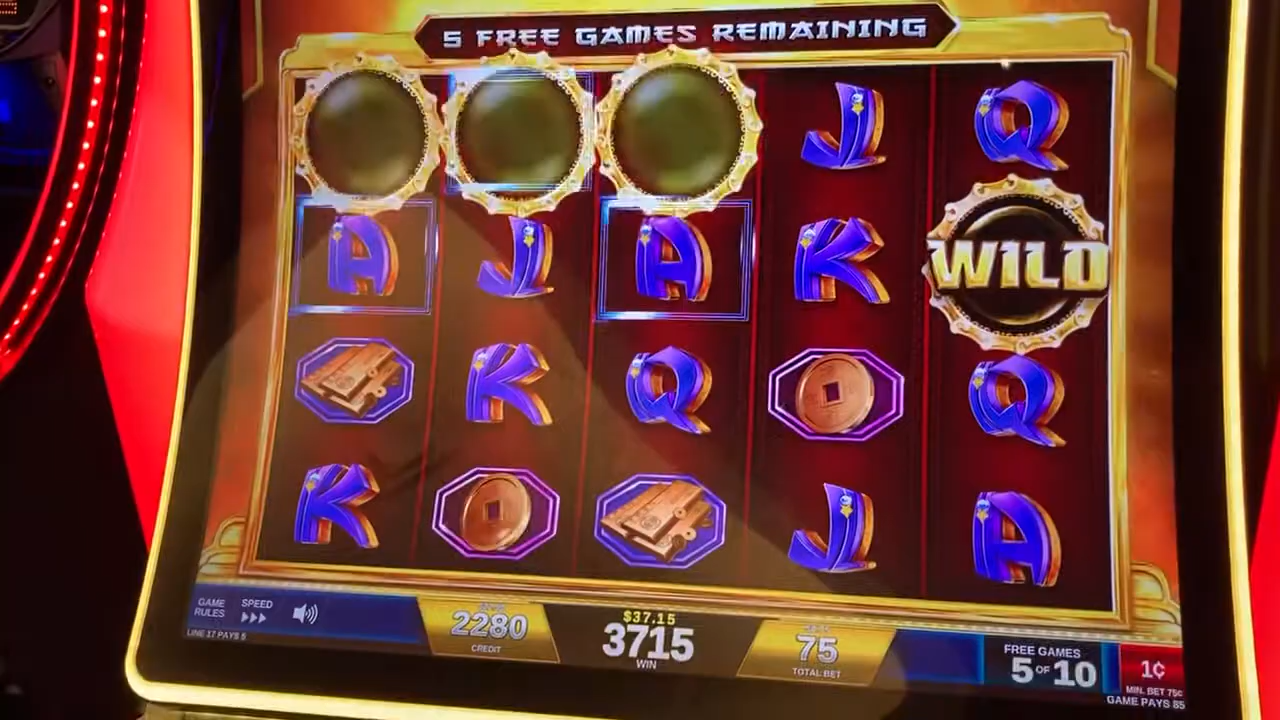 5 FREE GAMES REMAINING
J Q
A J A K WILD
K Q Q
K J A
GAME RULES
SPEED
LINE 17 PAYS 5
2280
CREDIT
$37.15
3715
WIN
75
TOTAL BET
FREE GAMES
5 OF 10
1¢
MIN. BET 75¢
GAME PAYS 85